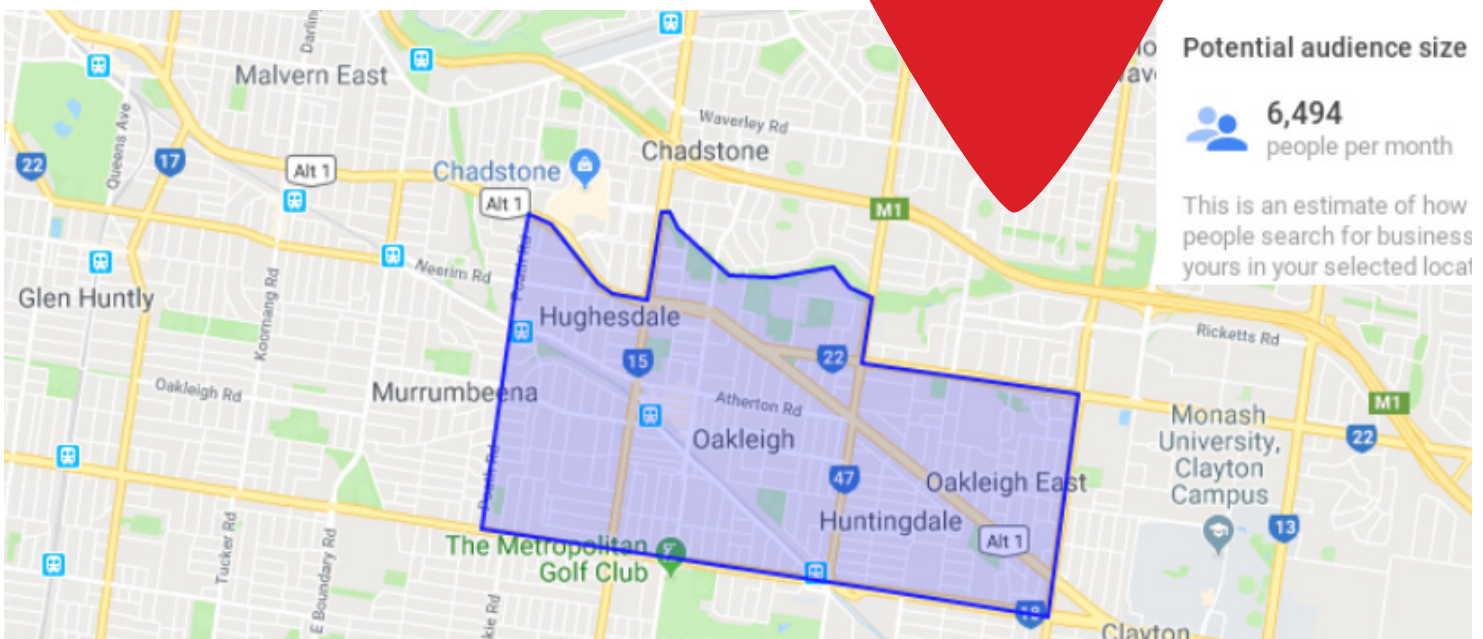 Potential audience size
6,494
people per month
This is an estimate of how
people search for business
yours in your selected locat
Malvern East
Queens Ave
22
17
Alt 1
Chadstone
Alt 1
Waverley Rd
Chadstone
M1
Neerim Rd
Glen Huntly
Koornang Rd
Hughesdale
15
22
Ricketts Rd
Oakleigh Rd
Murrumbeena
Atherton Rd
Oakleigh
M1
Monash
University,
Clayton
Campus
22
47
Oakleigh East
Huntingdale
Alt 1
13
The Metropolitan
Golf Club
Tucker Rd
E Boundary Rd
kie Rd
Clayton